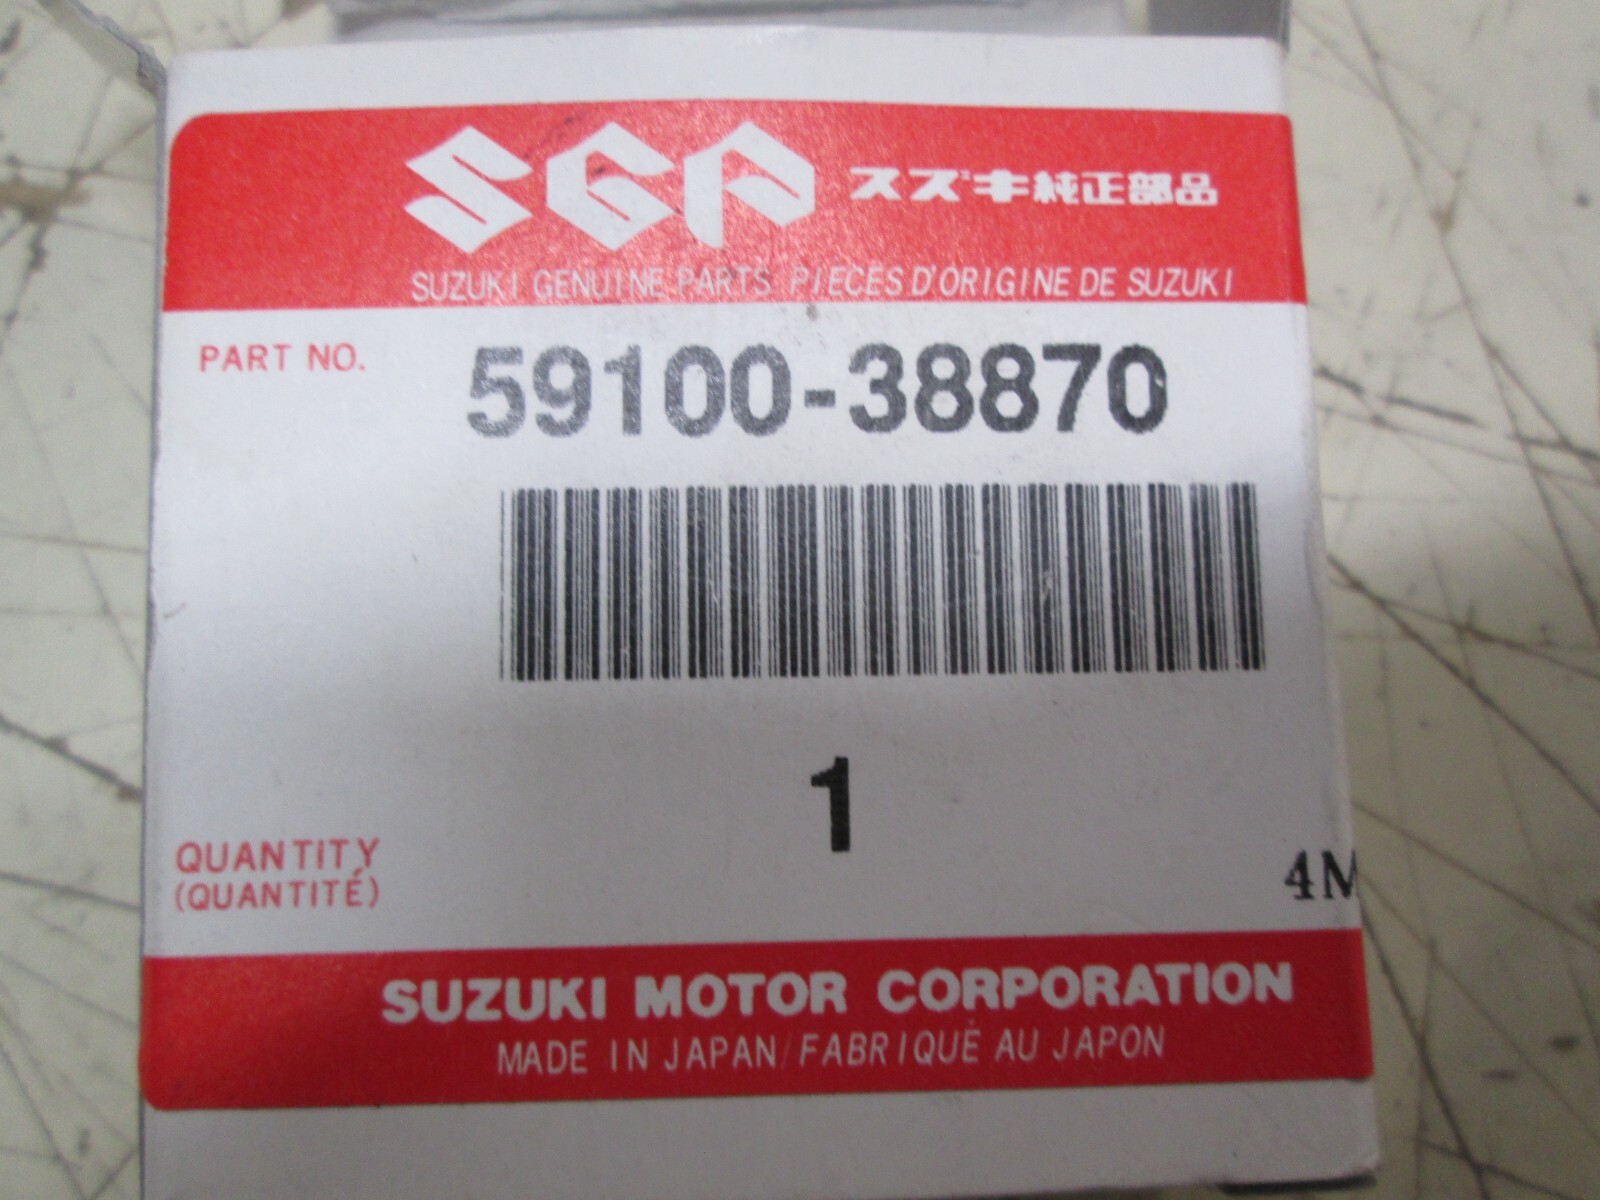 SGP スズキ純正部品
SUZUKI GENUINE PARTS PIECES D'ORIGINE DE SUZUKI
PART NO. 59100-38870
1
QUANTITY
(QUANTITÉ)
4M
SUZUKI MOTOR CORPORATION
MADE IN JAPAN/FABRIQUÉ AU JAPON